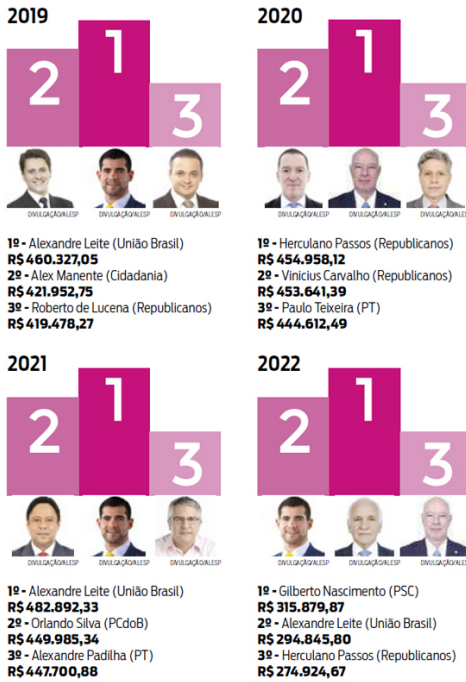 2019
2
1
3
DIVULGAÇÃO/ALESP
DIVULGAÇÃO/ALESP
DIVULGAÇÃO/ALESP
1º - Alexandre Leite (União Brasil)
R$ 460.327,05
2º - Alex Manente (Cidadania)
R$ 421.952,75
3º - Roberto de Lucena (Republicanos)
R$ 419.478,27
2020
2
1
3
DIVULGAÇÃO/ALESP
DIVULGAÇÃO/ALESP
DIVULGAÇÃO/ALESP
1º - Herculano Passos (Republicanos)
R$ 454.958,12
2º - Vinicius Carvalho (Republicanos)
R$ 453.641,39
3º - Paulo Teixeira (PT)
R$ 444.612,49
2021
2
1
3
DIVULGAÇÃO/ALESP
DIVULGAÇÃO/ALESP
DIVULGAÇÃO/ALESP
1º - Alexandre Leite (União Brasil)
R$ 482.892,33
2º - Orlando Silva (PCdoB)
R$ 449.985,34
3º - Alexandre Padilha (PT)
R$ 447.700,88
2022
2
1
3
DIVULGAÇÃO/ALESP
DIVULGAÇÃO/ALESP
DIVULGAÇÃO/ALESP
1º - Gilberto Nascimento (PSC)
R$ 315.879,87
2º - Alexandre Leite (União Brasil)
R$ 294.845,80
3º - Herculano Passos (Republicanos)
R$ 274.924,67